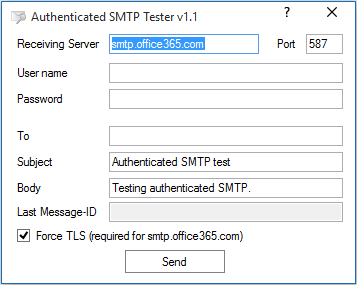 Authenticated SMTP Tester v1.1 ? ×
Receiving Server smtp.office365.com Port 587
User name
Password
To
Subject Authenticated SMTP test
Body Testing authenticated SMTP.
Last Message-ID
Force TLS (required for smtp.office365.com)
Send